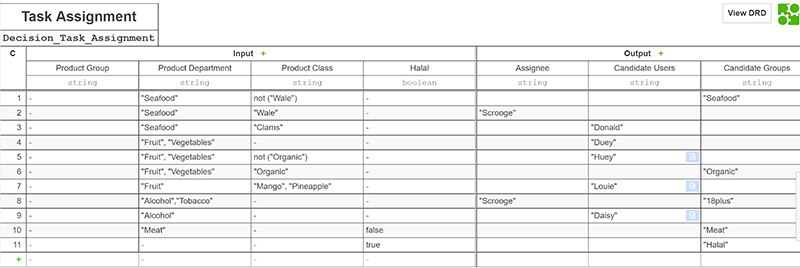 Task Assignment
View DRD
Decision_Task_Assignment
C Input + Output +
Product Group Product Department Product Class Halal Assignee Candidate Users Candidate Groups
string string string boolean string string string
1 - "Seafood" not ("Wale") - "Seafood"
2 - "Seafood" "Wale" - "Scrooge"
3 - "Seafood" "Clams" - "Donald"
4 - "Fruit", "Vegetables" - - "Duey"
5 - "Fruit", "Vegetables" not ("Organic") - "Huey"
6 - "Fruit", "Vegetables" "Organic" - "Organic"
7 - "Fruit" "Mango", "Pineapple" - "Louie"
8 - "Alcohol","Tobacco" - - "Scrooge" "18plus"
9 - "Alcohol" - - "Daisy"
10 - "Meat" - false "Meat"
11 - - - true "Halal"
+ - - - -